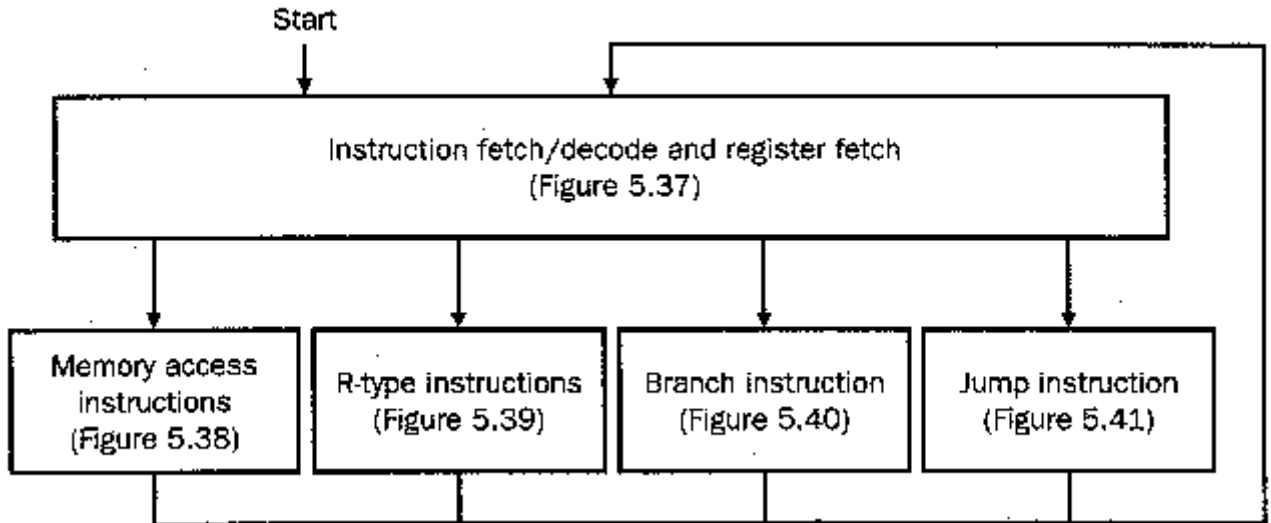 Start
Instruction fetch/decode and register fetch
(Figure 5.37)
Memory access
instructions
(Figure 5.38)
R-type instructions
(Figure 5.39)
Branch instruction
(Figure 5.40)
Jump instruction
(Figure 5.41)